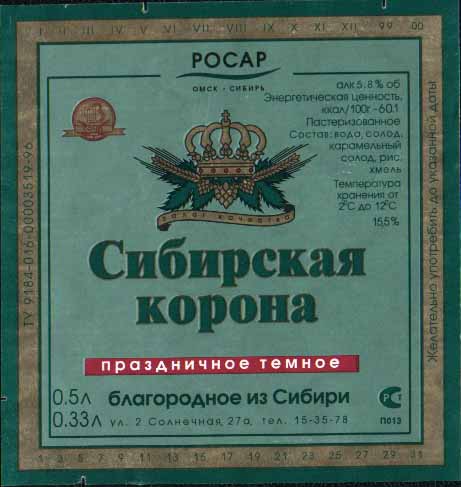 I II III IV V VI VII VIII IX X XI XII 99 00
РОСАР
ОМСК • СИБИРЬ
алк 5.8% об
Энергетическая ценность,
ккал/100г -60.1
Пастеризованное
Состав: вода, солод,
карамельный
солод, рис,
хмель
Температура
хранения от
2°С до 12°С
15,5%
залог качества
ТУ 9184-016-00003519-96
Желательно употребить до указанной даты
Сибирская
корона
праздничное темное
0.5л благородное из Сибири
0.33л ул. 2 Солнечная, 27а, тел. 15-35-78
РСТ
П013
1 3 5 7 9 11 13 15 17 19 21 23 25 27 29 31